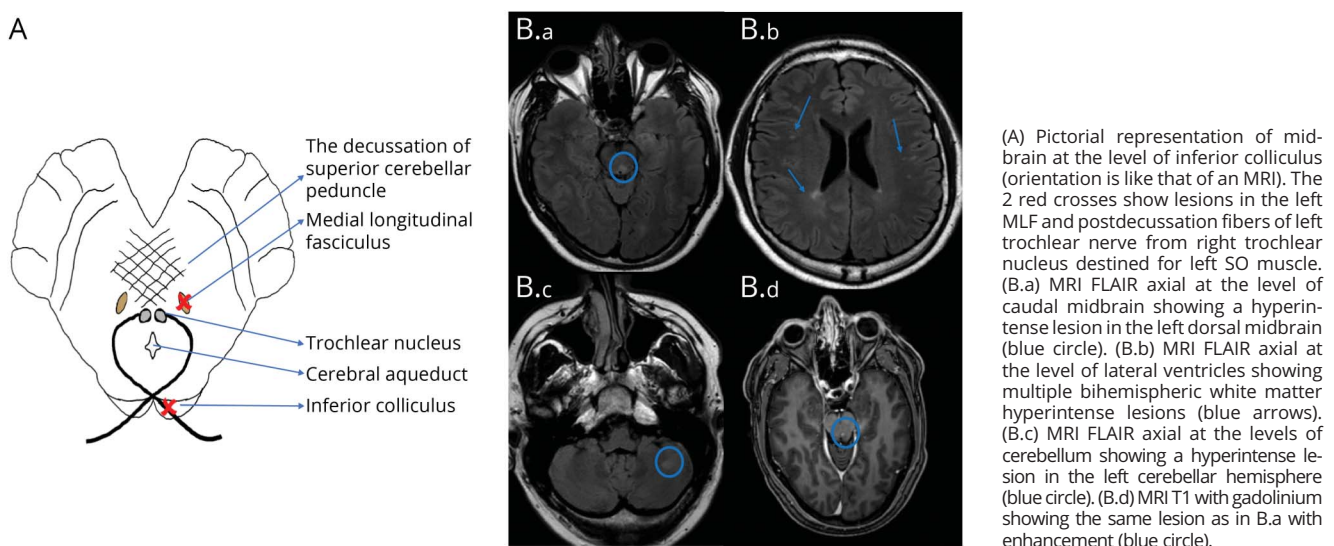 A
The decussation of
superior cerebellar
peduncle
Medial longitudinal
fasciculus
Trochlear nucleus
Cerebral aqueduct
Inferior colliculus
B.a
B.b
B.c
B.d
(A) Pictorial representation of mid-
brain at the level of inferior colliculus
(orientation is like that of an MRI). The
2 red crosses show lesions in the left
MLF and postdecussation fibers of left
trochlear nerve from right trochlear
nucleus destined for left SO muscle.
(B.a) MRI FLAIR axial at the level of
caudal midbrain showing a hyperin-
tense lesion in the left dorsal midbrain
(blue circle). (B.b) MRI FLAIR axial at
the level of lateral ventricles showing
multiple bihemispheric white matter
hyperintense lesions (blue arrows).
(B.c) MRI FLAIR axial at the levels of
cerebellum showing a hyperintense le-
sion in the left cerebellar hemisphere
(blue circle). (B.d) MRI T1 with gadolinium
showing the same lesion as in B.a with
enhancement (blue circle).